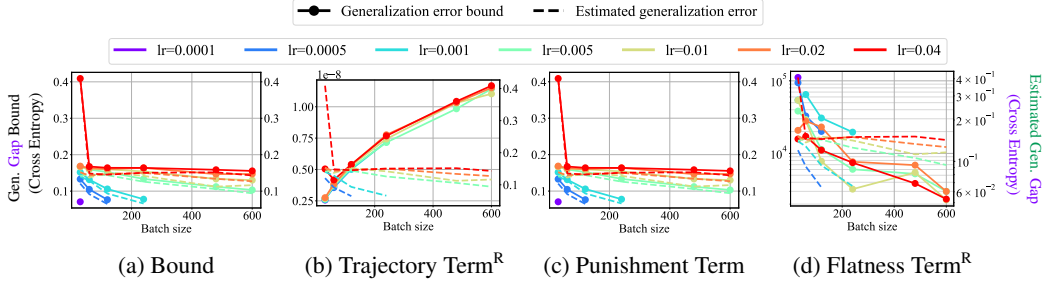 Generalization error bound Estimated generalization error
lr=0.0001 lr=0.0005 lr=0.001 lr=0.005 lr=0.01 lr=0.02 lr=0.04
Gen. Gap Bound
(Cross Entropy)
0.4
0.3
0.2
0.1
0.4
0.3
0.2
0.1
0 200 400 600
Batch size
(a) Bound
1e−8
1.00
0.75
0.50
0.25
0.4
0.3
0.2
0.1
200 400 600
Batch size
(b) Trajectory Term^R
0.4
0.3
0.2
0.1
0.4
0.3
0.2
0.1
0 200 400 600
Batch size
(c) Punishment Term
10^5
10^4
4 × 10^−1
3 × 10^−1
2 × 10^−1
10^−1
6 × 10^−2
0 200 400 600
Batch size
(d) Flatness Term^R
Estimated Gen. Gap
(Cross Entropy)